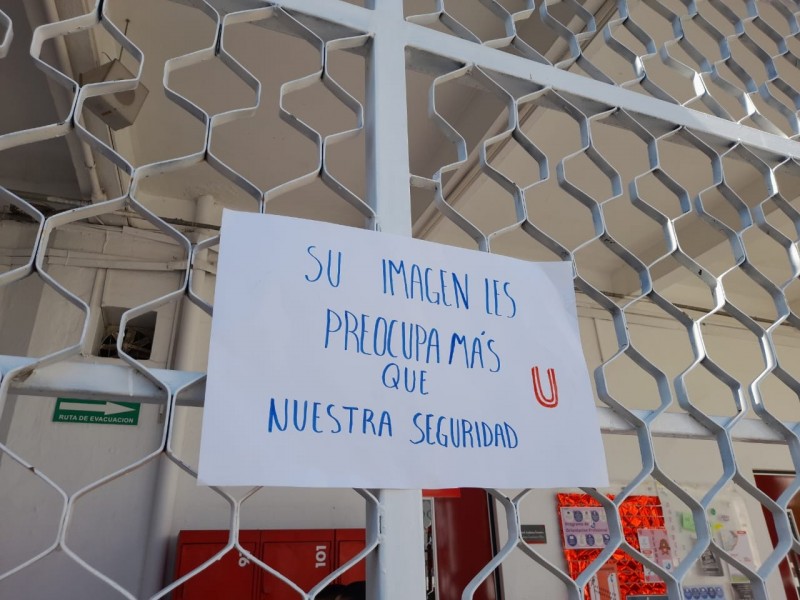 SU IMAGEN LES
PREOCUPA MÁS
QUE
NUESTRA SEGURIDAD
U
RUTA DE EVACUACION
101